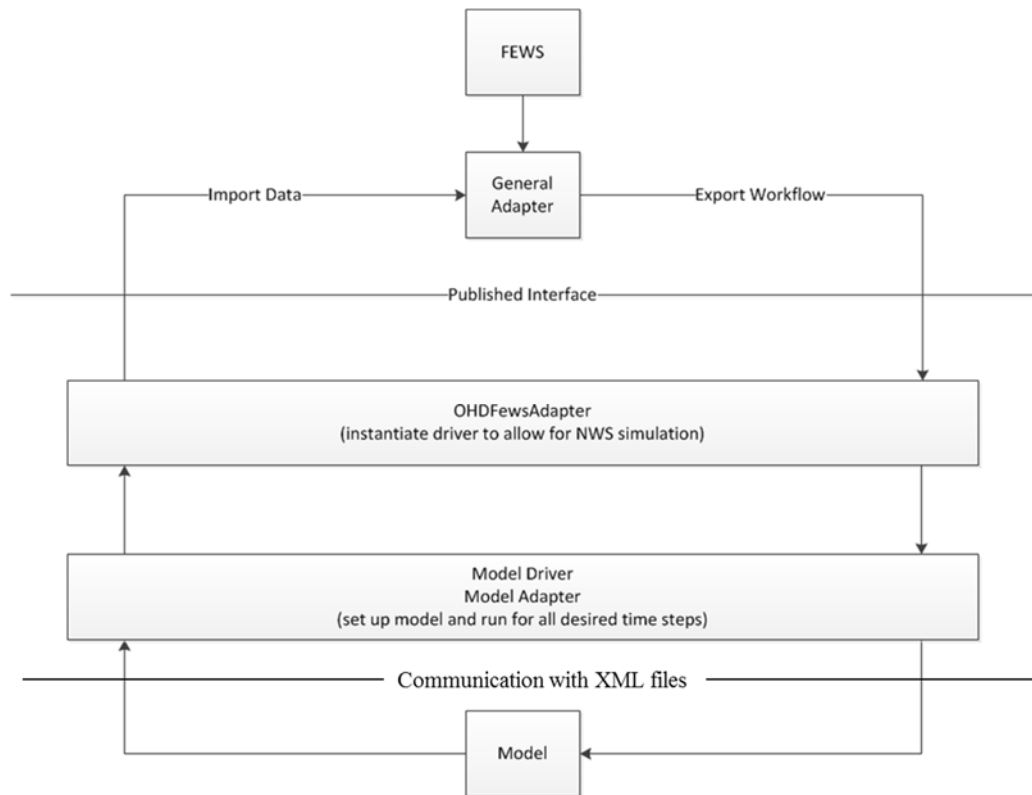 FEWS
General
Adapter
Import Data
Export Workflow
Published Interface
OHDFewsAdapter
(instantiate driver to allow for NWS simulation)
Model Driver
Model Adapter
(set up model and run for all desired time steps)
Communication with XML files
Model